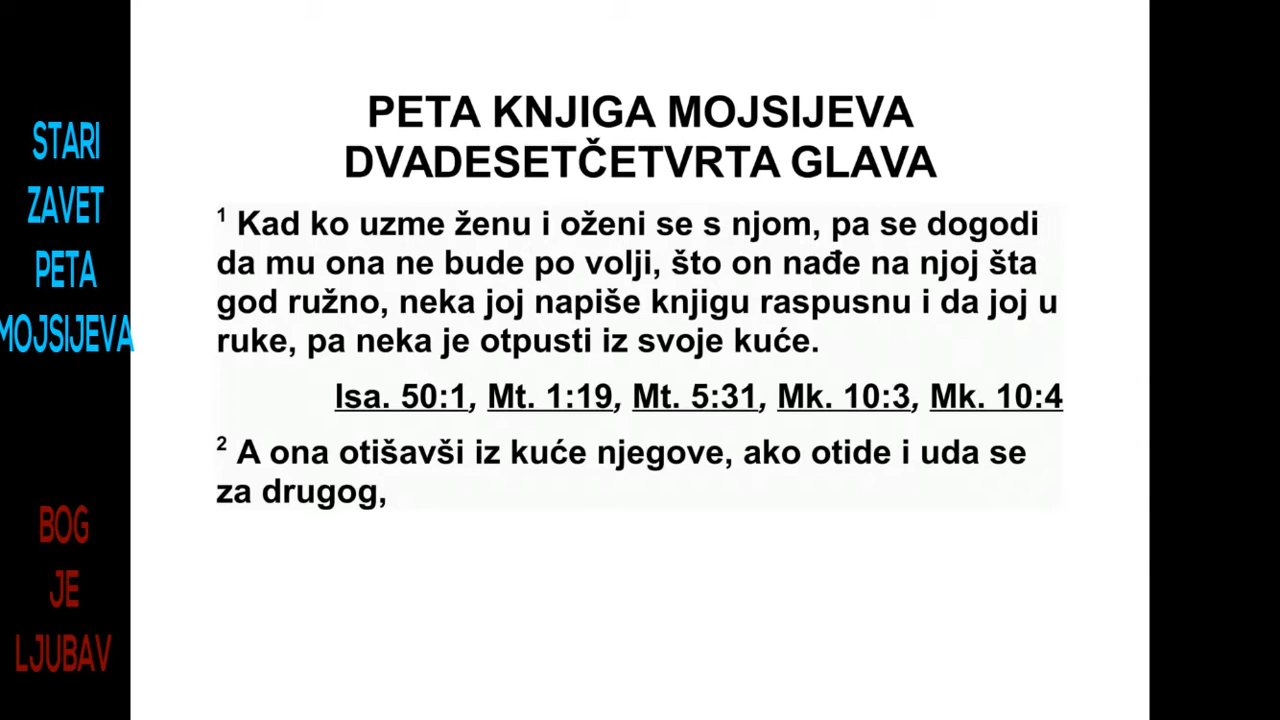 STARI
ZAVET
PETA
MOJSIJEVA
BOG
JE
LJUBAV
PETA KNJIGA MOJSIJEVA
DVADESETČETVRTA GLAVA
1 Kad ko uzme ženu i oženi se s njom, pa se dogodi
da mu ona ne bude po volji, što on nađe na njoj šta
god ružno, neka joj napiše knjigu raspusnu i da joj u
ruke, pa neka je otpusti iz svoje kuće.
Isa. 50:1, Mt. 1:19, Mt. 5:31, Mk. 10:3, Mk. 10:4
2 A ona otišavši iz kuće njegove, ako otide i uda se
za drugog,